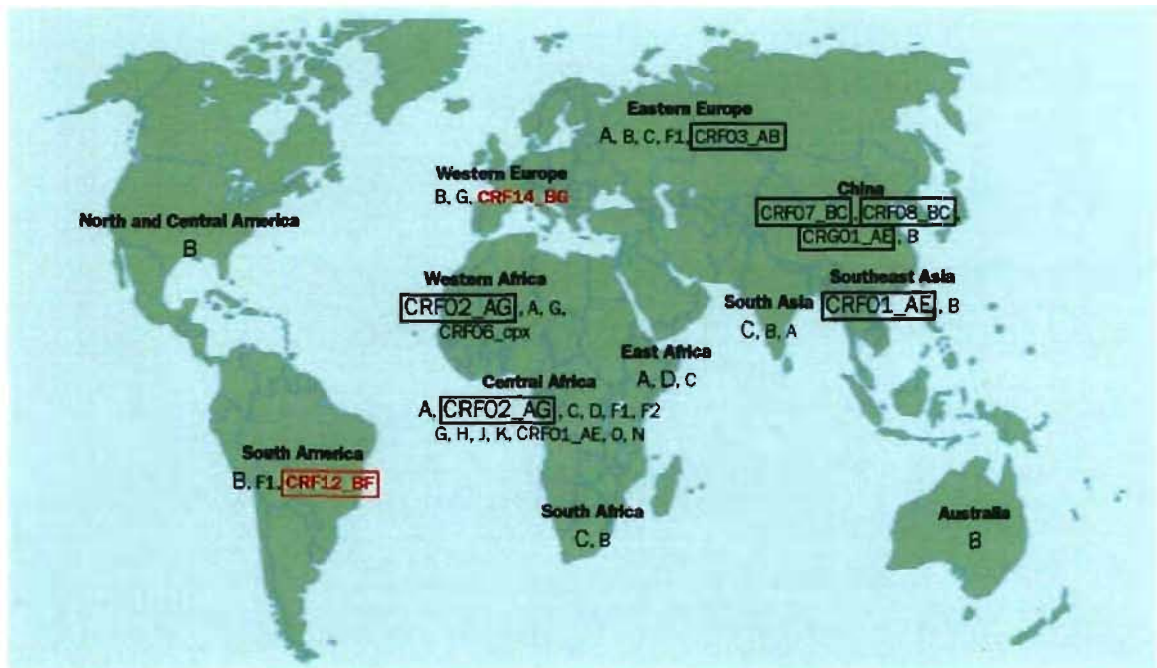 Eastern Europe
A, B, C, F1, CRF03_AB
Western Europe
B, G, CRF14_BG
China
CRF07_BC, CRF08_BC,
CRG01_AE, B
North and Central America
B
Western Africa
CRF02_AG, A, G,
CRF06_cpx
Southeast Asia
CRF01_AE, B
South Asia
C, B, A
East Africa
A, D, C
Central Africa
A, CRF02_AG, C, D, F1, F2
G, H, J, K, CRF01_AE, O, N
South America
B, F1, CRF12_BF
South Africa
C, B
Australia
B